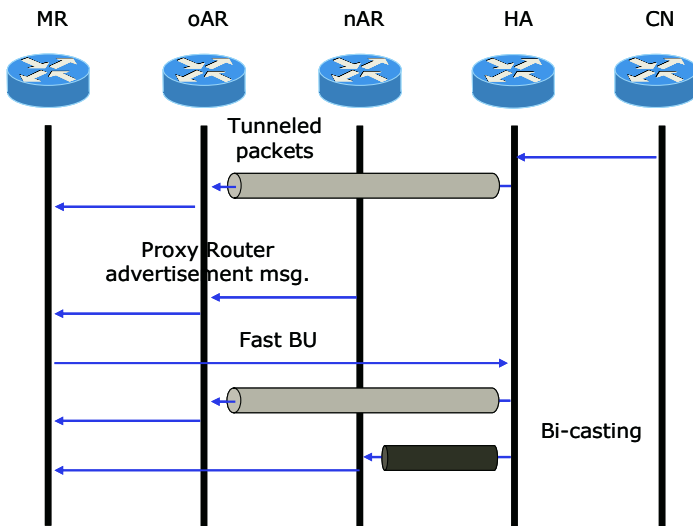 MR oAR nAR HA CN
Tunneled
packets
Proxy Router
advertisement msg.
Fast BU
Bi-casting